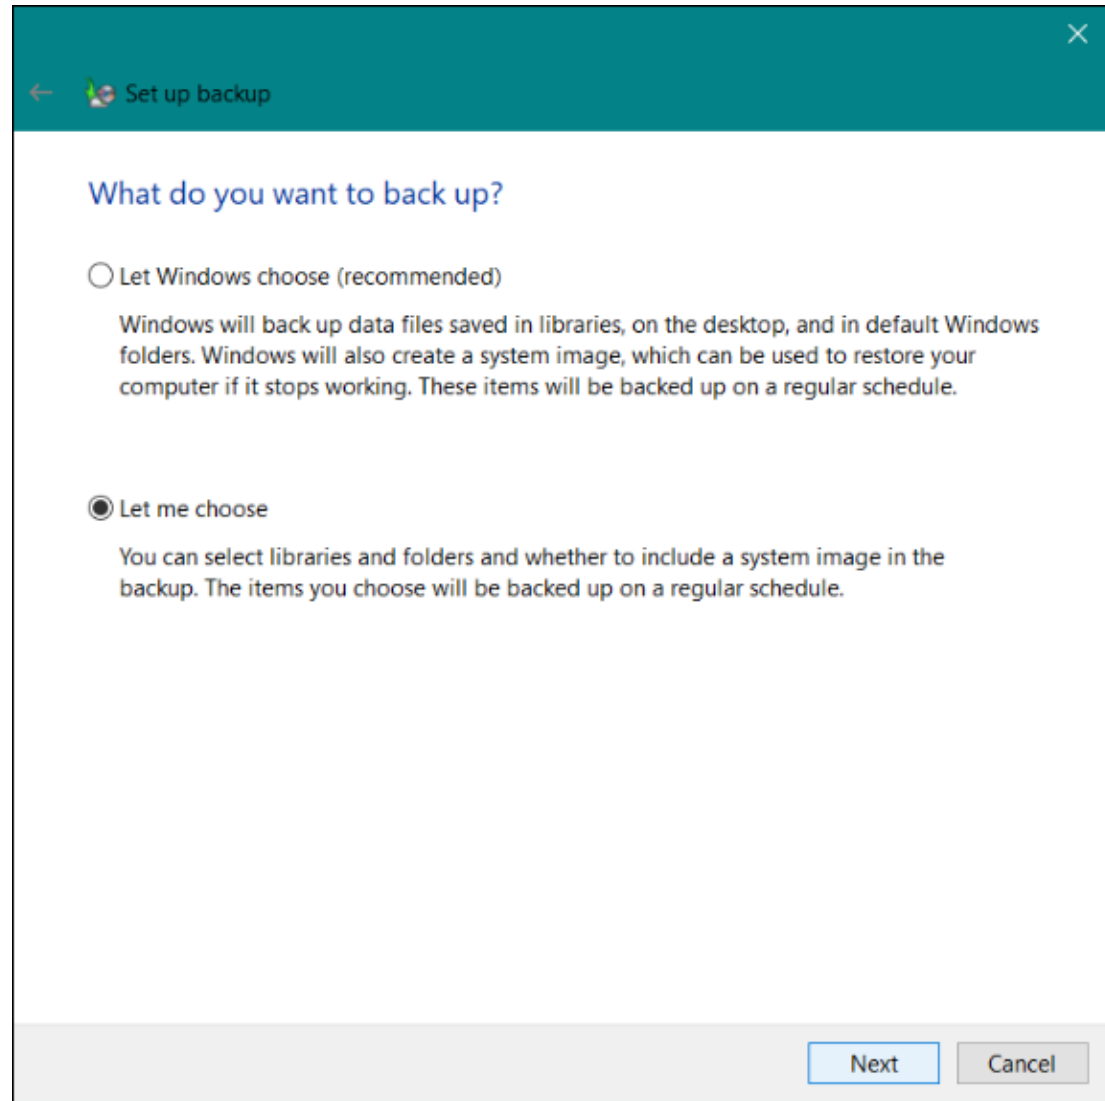 Set up backup
What do you want to back up?
Let Windows choose (recommended)
Windows will back up data files saved in libraries, on the desktop, and in default Windows
folders. Windows will also create a system image, which can be used to restore your
computer if it stops working. These items will be backed up on a regular schedule.
Let me choose
You can select libraries and folders and whether to include a system image in the
backup. The items you choose will be backed up on a regular schedule.
Next Cancel